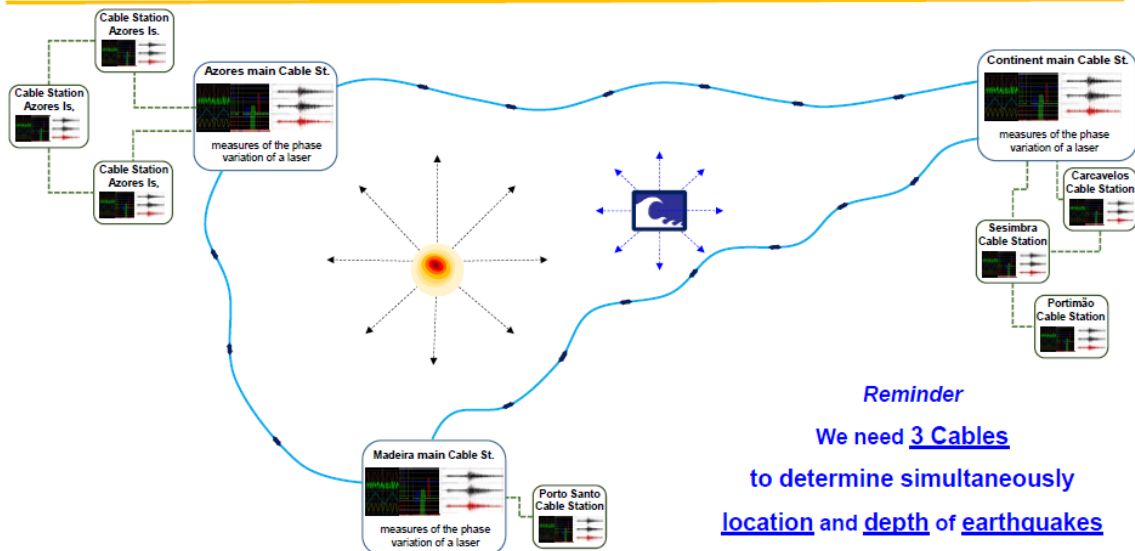 Cable Station
Azores Is.
Cable Station
Azores Is,
Cable Station
Azores Is,
Azores main Cable St.
measures of the phase
variation of a laser
Continent main Cable St.
measures of the phase
variation of a laser
Carcavelos
Cable Station
Sesimbra
Cable Station
Portimão
Cable Station
Madeira main Cable St.
measures of the phase
variation of a laser
Porto Santo
Cable Station
Reminder
We need 3 Cables
to determine simultaneously
location and depth of earthquakes